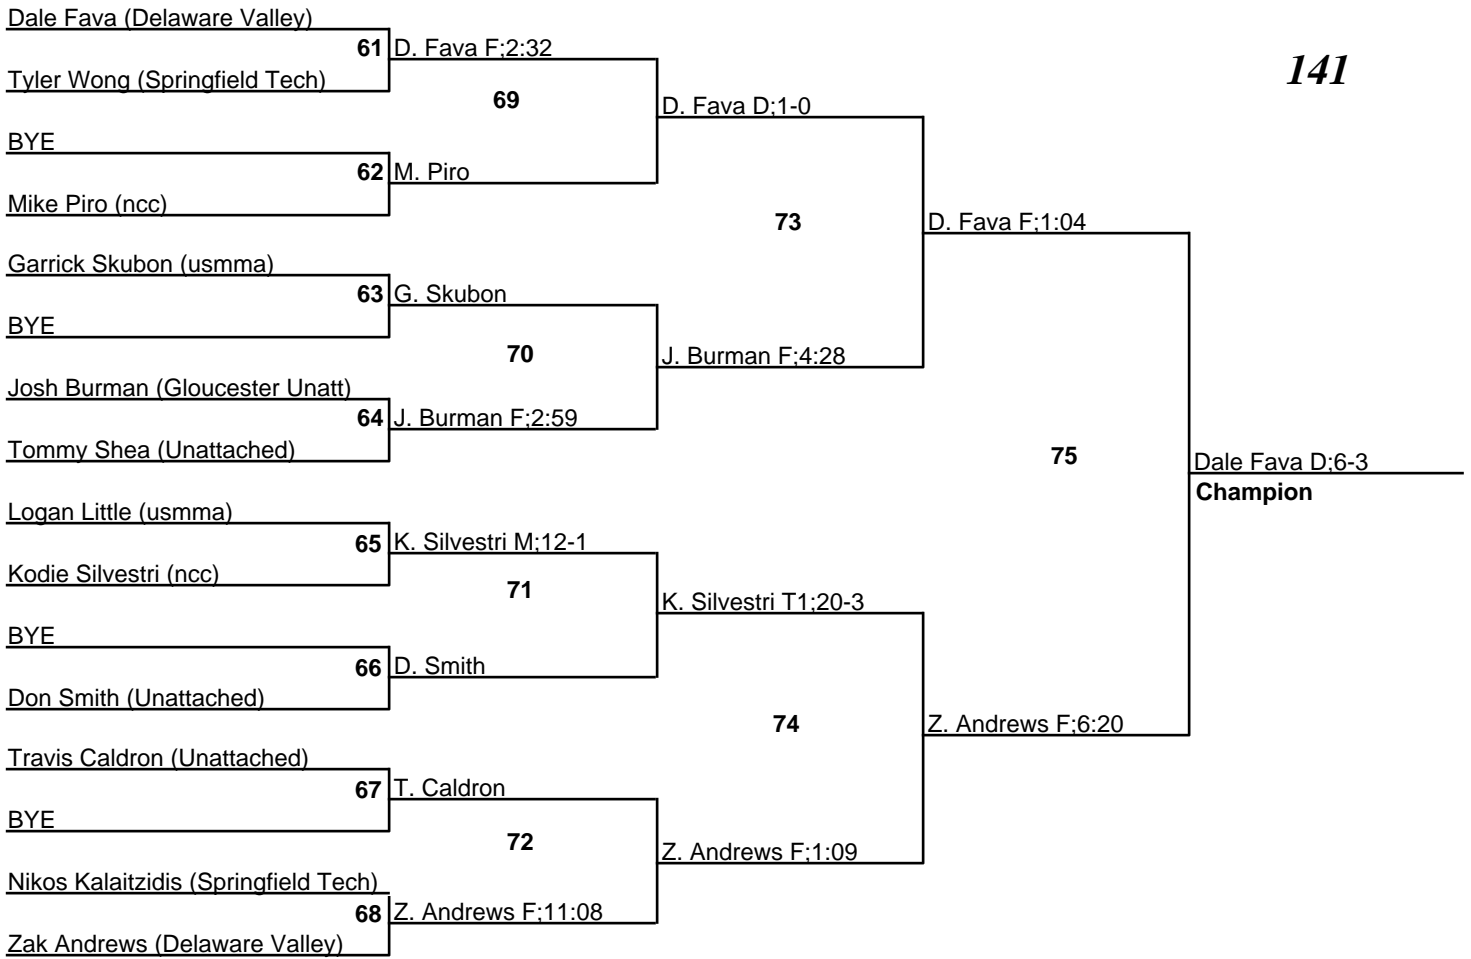 Dale Fava (Delaware Valley)
61 D. Fava F;2:32
141
Tyler Wong (Springfield Tech)
69
D. Fava D;1-0
BYE
62 M. Piro
Mike Piro (ncc)
73
D. Fava F;1:04
Garrick Skubon (usmma)
63 G. Skubon
BYE
70
J. Burman F;4:28
Josh Burman (Gloucester Unatt)
64 J. Burman F;2:59
Tommy Shea (Unattached)
75
Dale Fava D;6-3
Champion
Logan Little (usmma)
65 K. Silvestri M;12-1
Kodie Silvestri (ncc)
71
K. Silvestri T1;20-3
BYE
66 D. Smith
Don Smith (Unattached)
74
Z. Andrews F;6:20
Travis Caldron (Unattached)
67 T. Caldron
BYE
72
Z. Andrews F;1:09
Nikos Kalaitzidis (Springfield Tech)
68 Z. Andrews F;11:08
Zak Andrews (Delaware Valley)